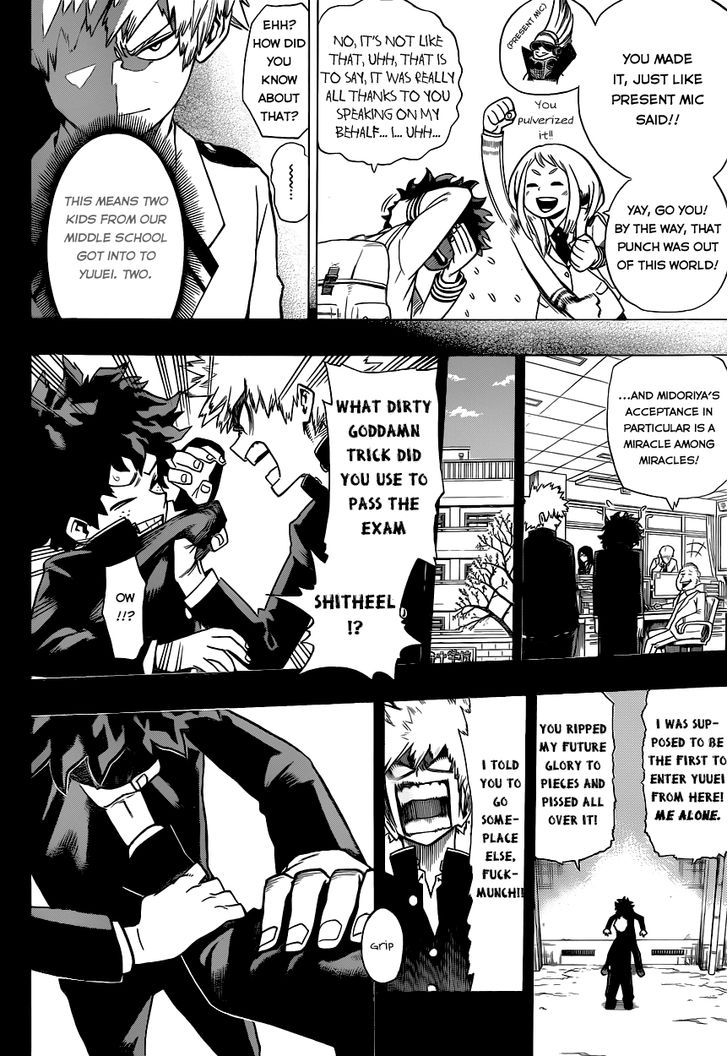 YOU MADE
IT, JUST LIKE
PRESENT MIC
SAID!!
(PRESENT MIC)
You
pulverized
it!!
YAY, GO YOU!
BY THE WAY, THAT
PUNCH WAS OUT
OF THIS WORLD!
NO, IT'S NOT LIKE
THAT, UHH, THAT IS
TO SAY, IT WAS REALLY
ALL THANKS TO YOU
SPEAKING ON MY
BEHALF... I... UHH...
EHH?
HOW DID
YOU KNOW
ABOUT
THAT?
THIS MEANS TWO
KIDS FROM OUR
MIDDLE SCHOOL
GOT INTO TO
YUUEI. TWO.
...AND MIDORIYA'S
ACCEPTANCE IN
PARTICULAR IS A
MIRACLE AMONG
MIRACLES!
WHAT DIRTY
GODDAMN
TRICK DID
YOU USE TO
PASS THE
EXAM
SHITHEEL
!?
OW
!!?
I WAS SUP-
POSED TO BE
THE FIRST TO
ENTER YUUEI
FROM HERE!
ME ALONE.
YOU RIPPED
MY FUTURE
GLORY TO
PIECES AND
PISSED ALL
OVER IT!
I TOLD
YOU TO
GO
SOME-
PLACE
ELSE,
FUCK-
MUNCH!!
Grip